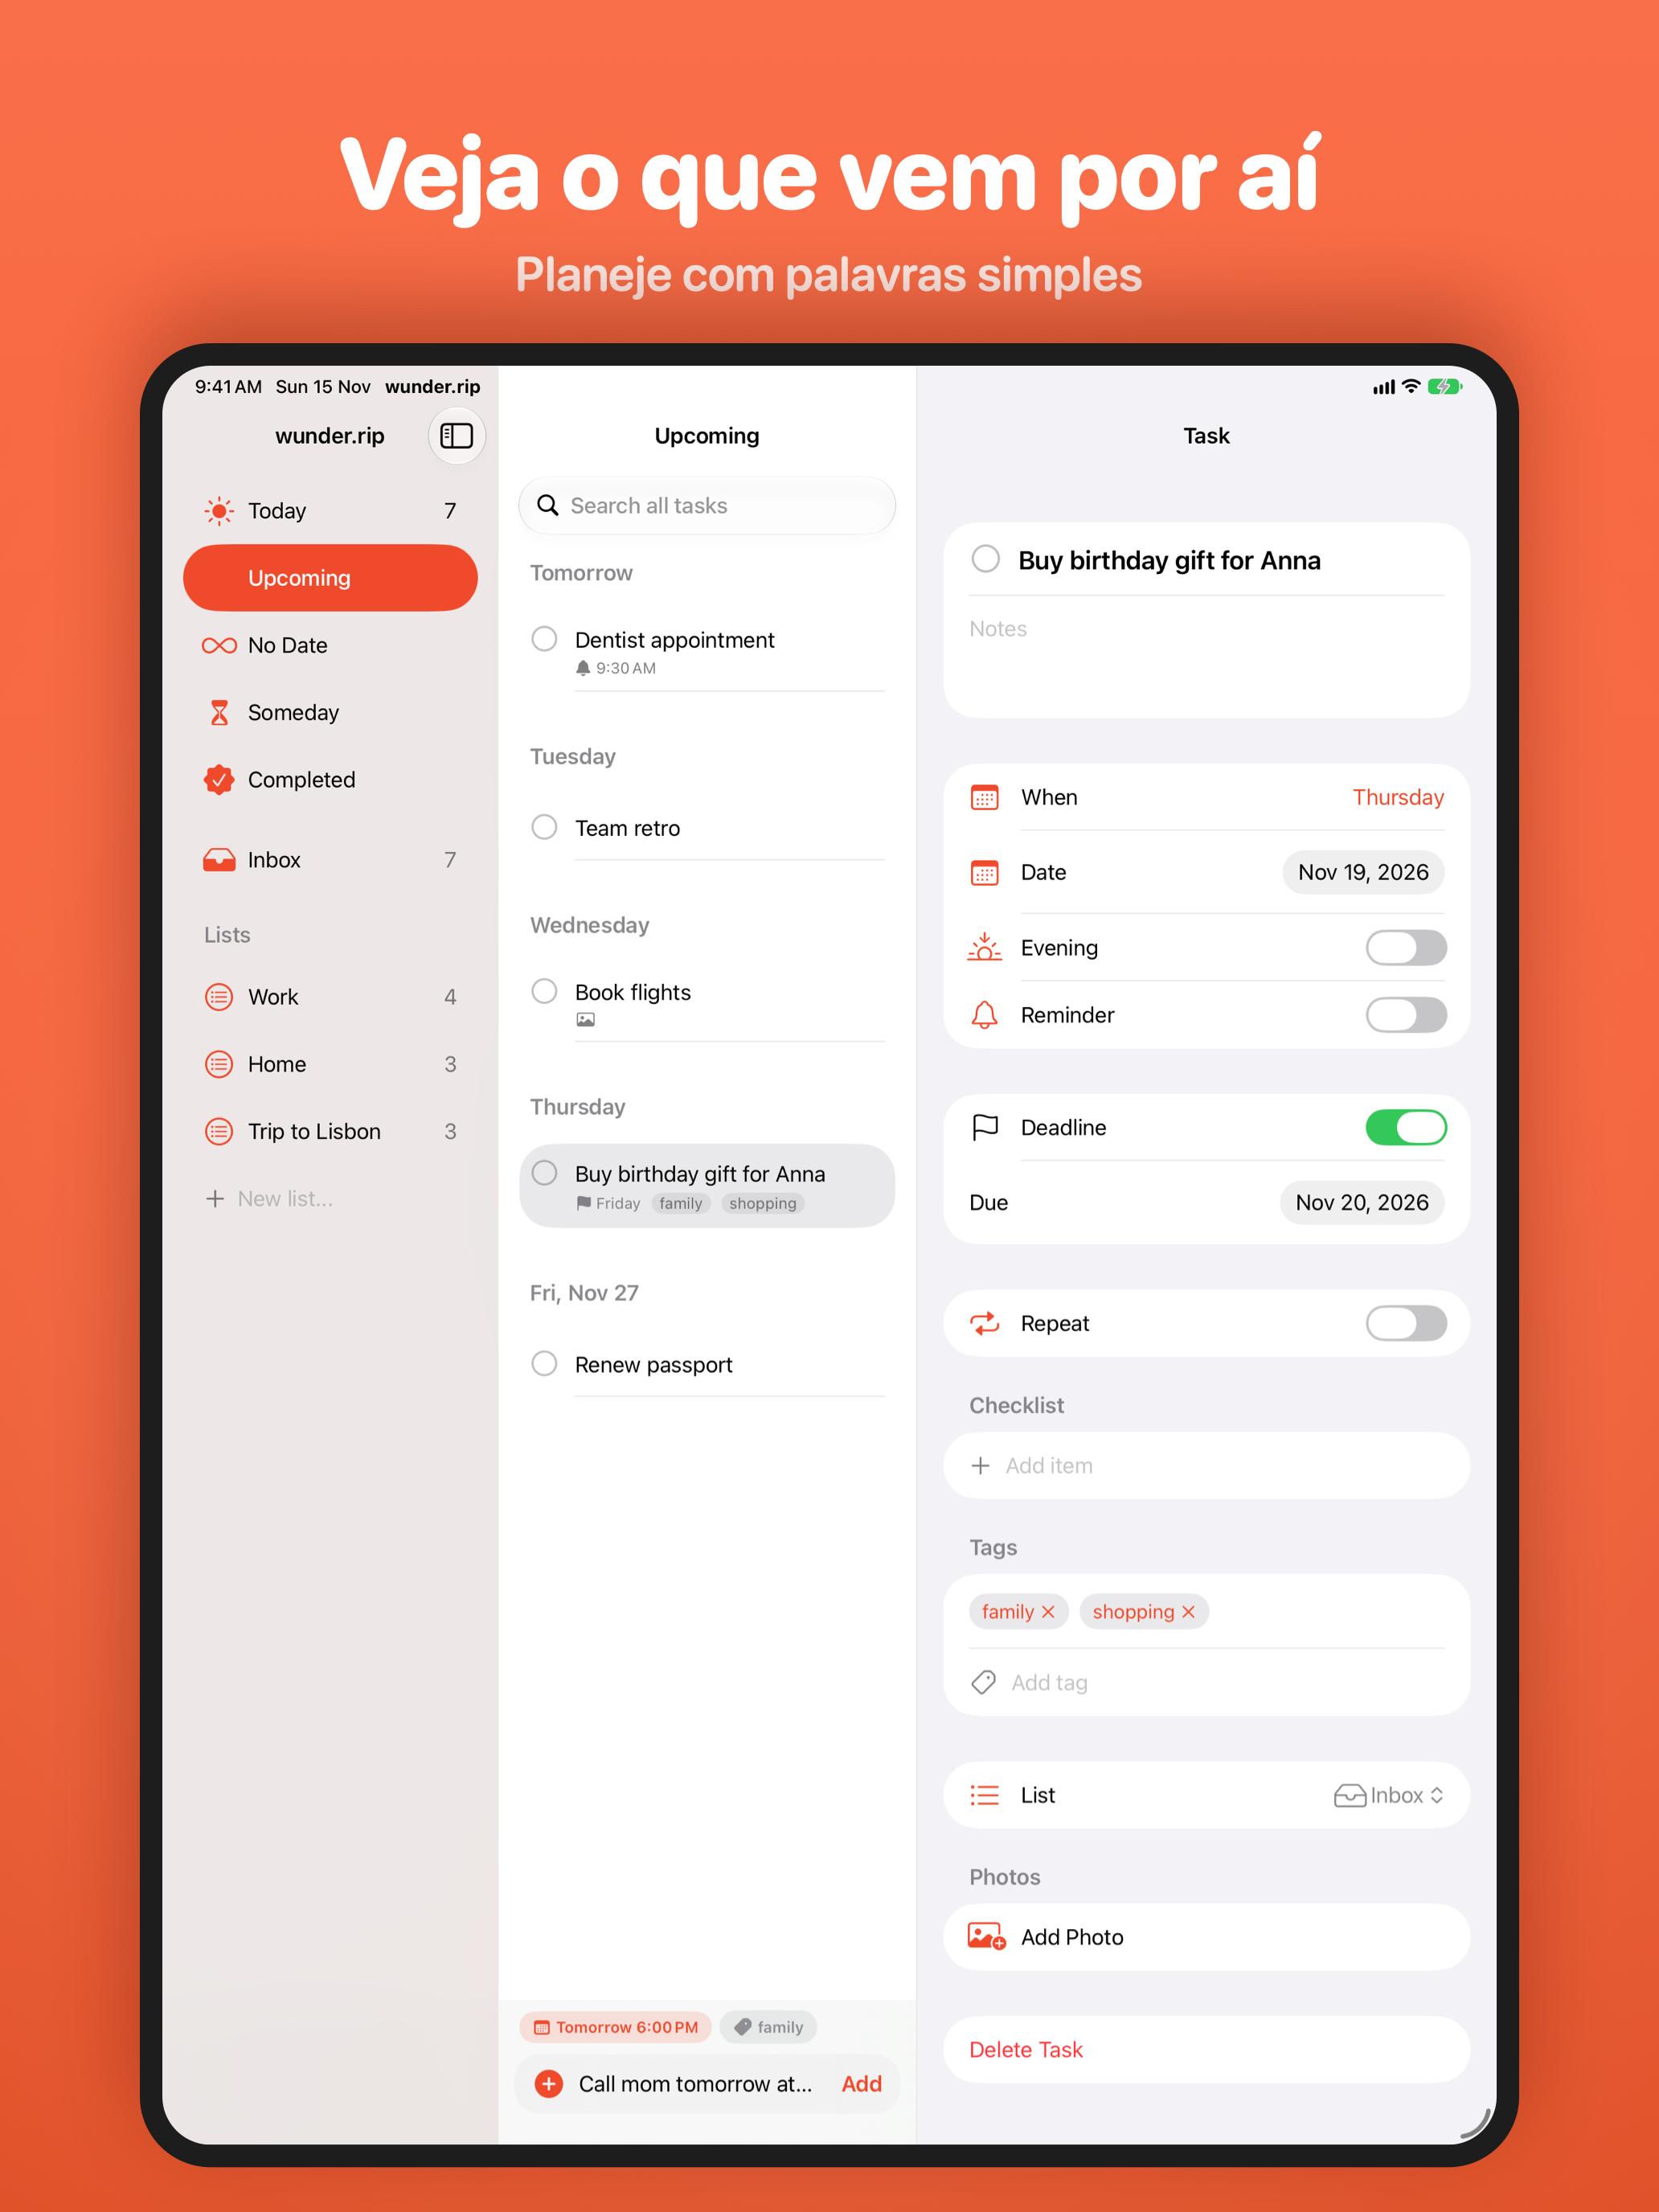 Veja o que vem por aí
Planeje com palavras simples
9:41 AM Sun 15 Nov wunder.rip
wunder.rip
Today 7
Upcoming
No Date
Someday
Completed
Inbox 7
Lists
Work 4
Home 3
Trip to Lisbon 3
New list...
Upcoming
Search all tasks
Tomorrow
Dentist appointment
9:30 AM
Tuesday
Team retro
Wednesday
Book flights
Thursday
Buy birthday gift for Anna
Friday family shopping
Fri, Nov 27
Renew passport
Tomorrow 6:00 PM family
Call mom tomorrow at... Add
Task
Buy birthday gift for Anna
Notes
When Thursday
Date Nov 19, 2026
Evening
Reminder
Deadline
Due Nov 20, 2026
Repeat
Checklist
Add item
Tags
family shopping
Add tag
List Inbox
Photos
Add Photo
Delete Task